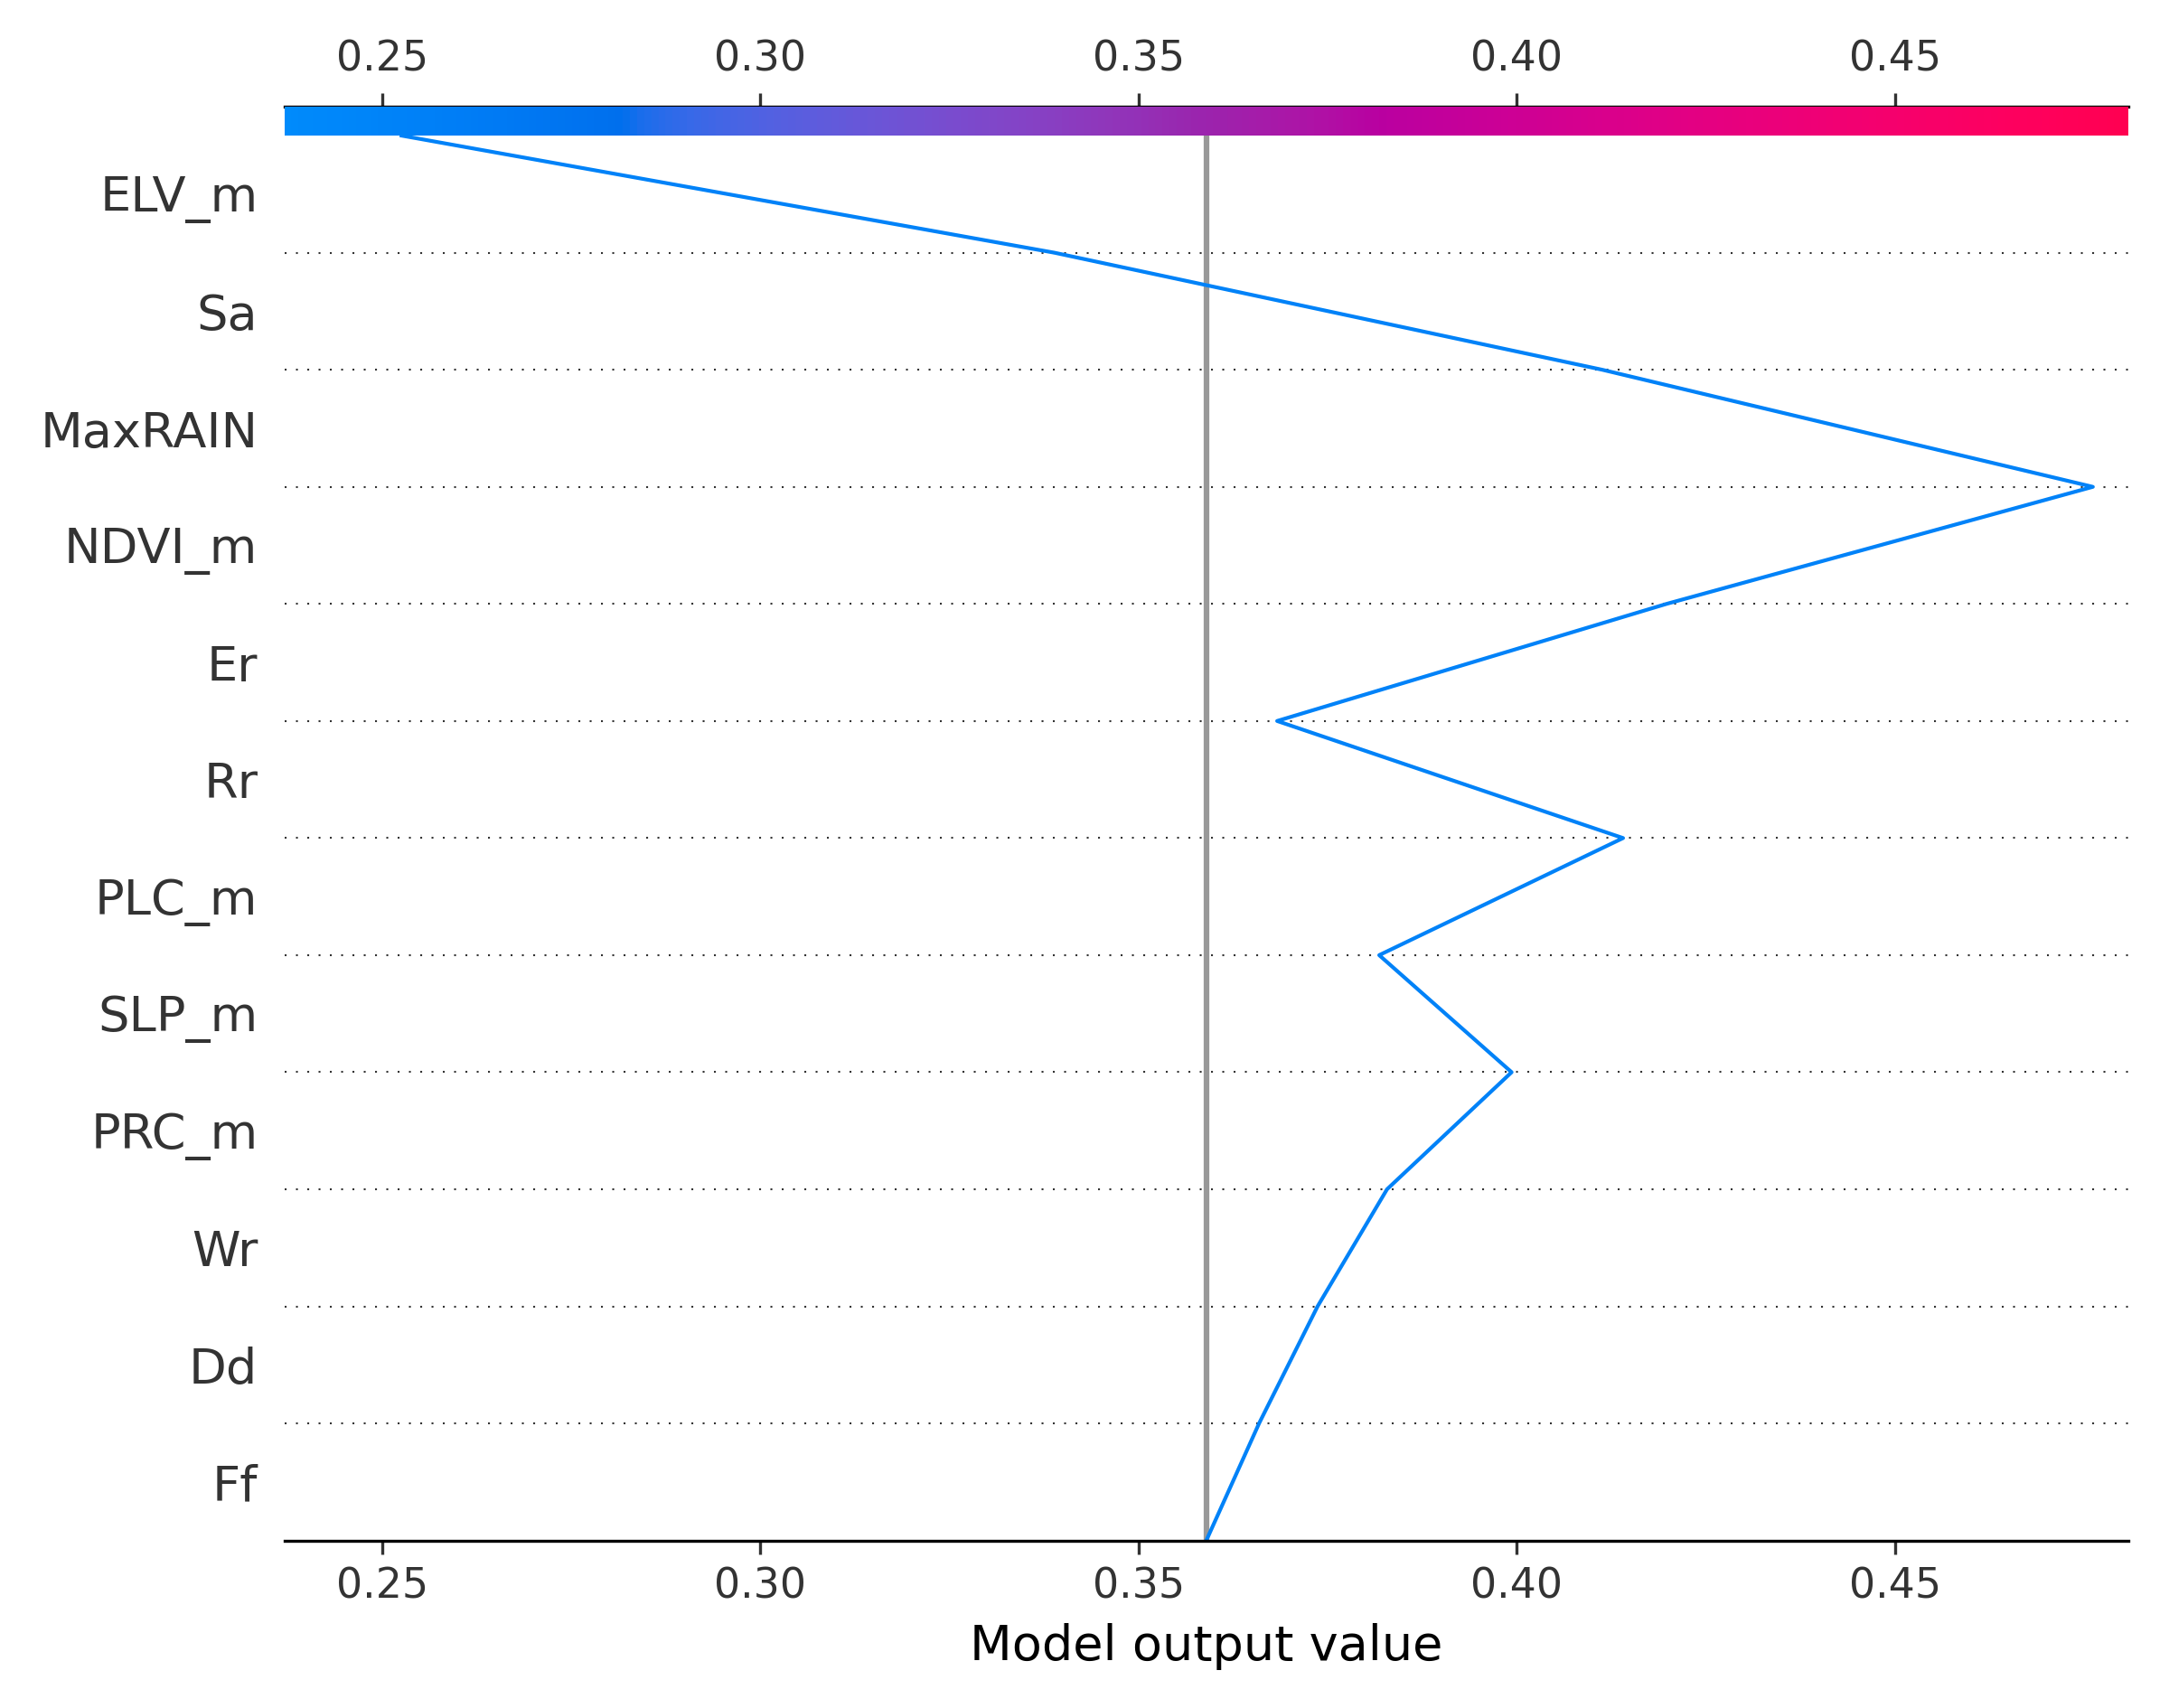 0.25 0.30 0.35 0.40 0.45
ELV_m
Sa
MaxRAIN
NDVI_m
Er
Rr
PLC_m
SLP_m
PRC_m
Wr
Dd
Ff
0.25 0.30 0.35 0.40 0.45
Model output value